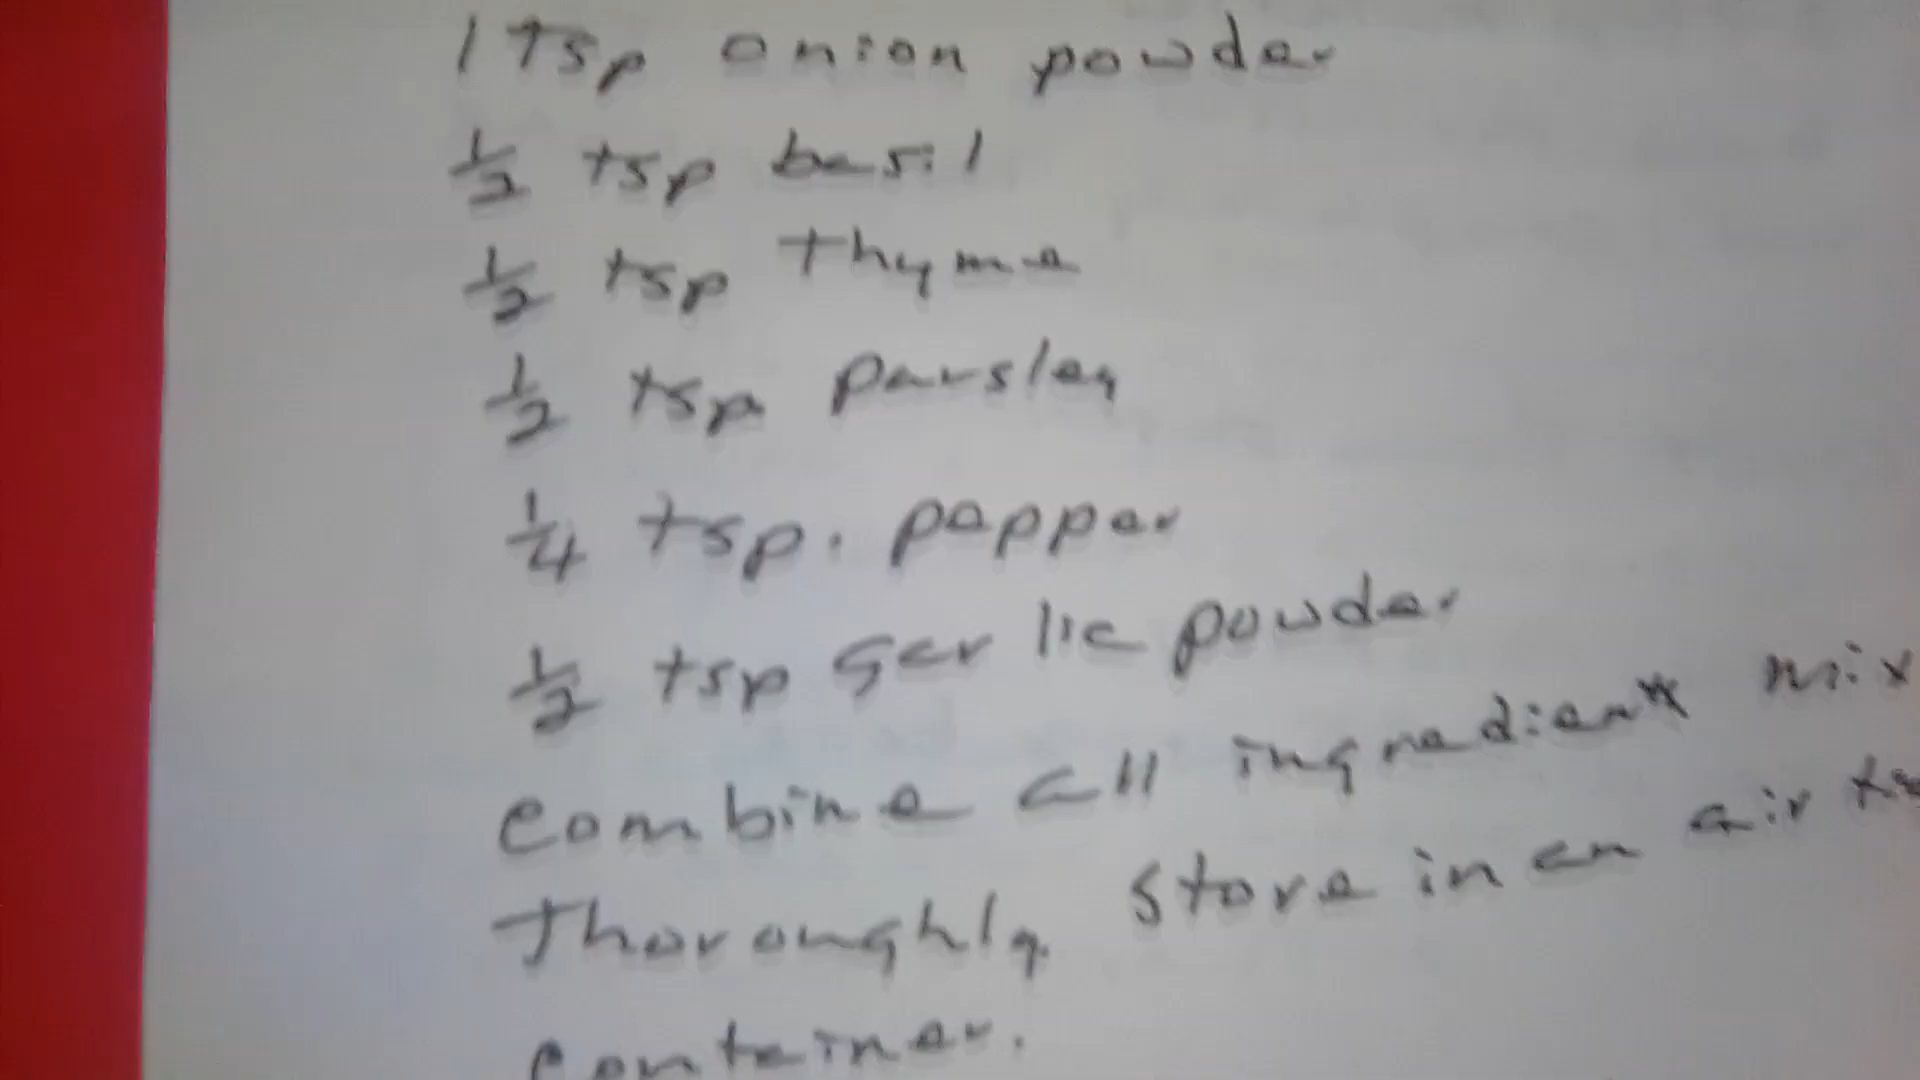 1 tsp onion powder
1/2 tsp basil
1/2 tsp thyme
1/2 tsp parsley
1/4 tsp. pepper
1/2 tsp garlic powder
combine all ingredients mix
thoroughly. store in an air
container.